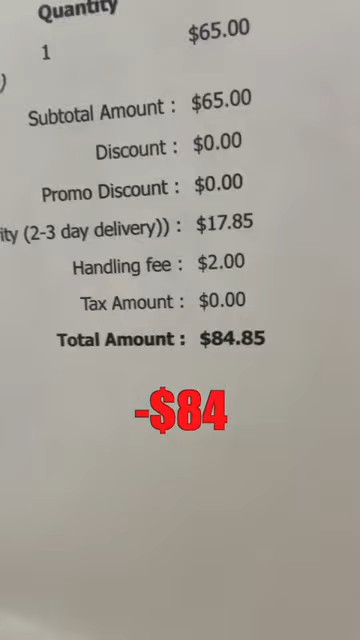 Quantity
1 $65.00
)
Subtotal Amount : $65.00
Discount : $0.00
Promo Discount : $0.00
ity (2-3 day delivery)) : $17.85
Handling fee : $2.00
Tax Amount : $0.00
Total Amount : $84.85
-$84